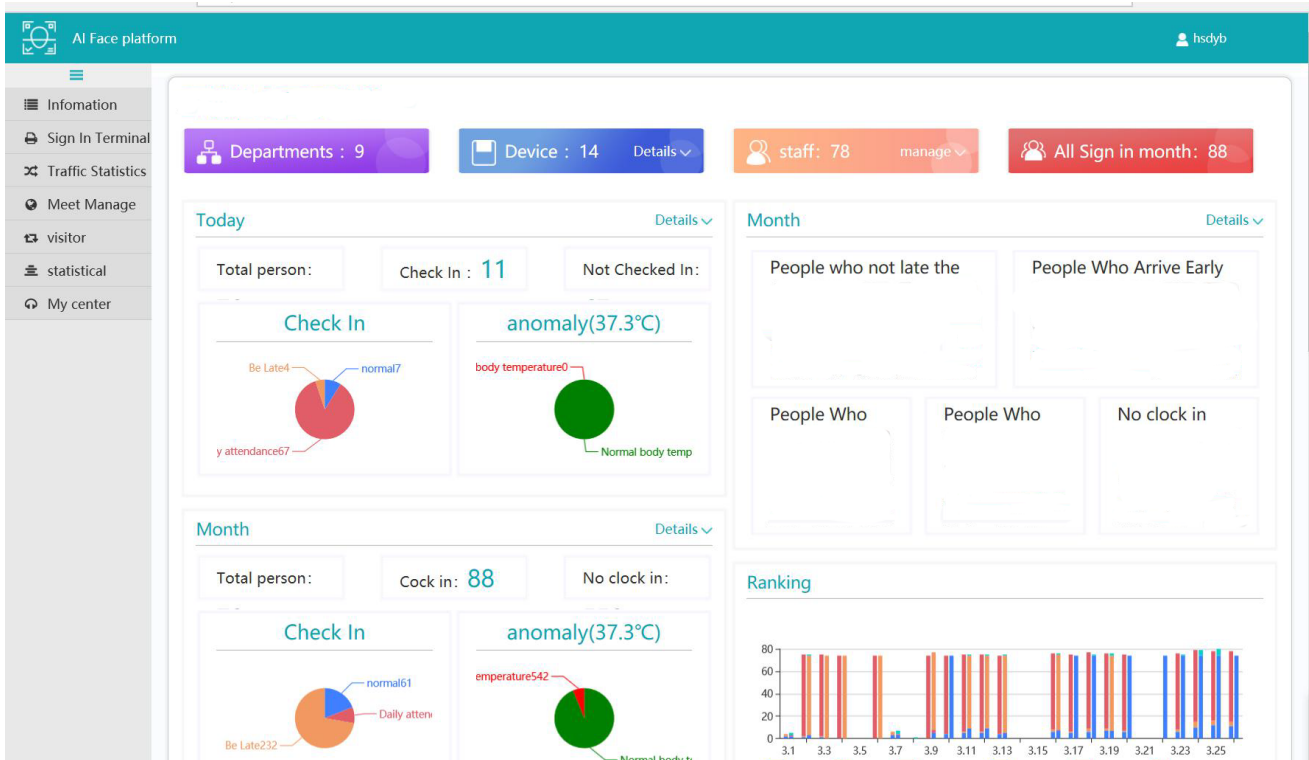 AI Face platform
hsdyb
Infomation
Sign In Terminal
Traffic Statistics
Meet Manage
visitor
statistical
My center
Departments : 9
Device : 14 Details
staff: 78 manage
All Sign in month: 88
Today Details
Total person:
Check In : 11
Not Checked In:
Check In
Be Late4
normal7
y attendance67
anomaly(37.3°C)
body temperature0
Normal body temp
Month Details
People who not late the
People Who Arrive Early
People Who
People Who
No clock in
Month Details
Total person:
Cock in: 88
No clock in:
Check In
normal61
Daily atten
Be Late232
anomaly(37.3°C)
emperature542
Normal body t
Ranking
80
60
40
20
0
3.1 3.3 3.5 3.7 3.9 3.11 3.13 3.15 3.17 3.19 3.21 3.23 3.25